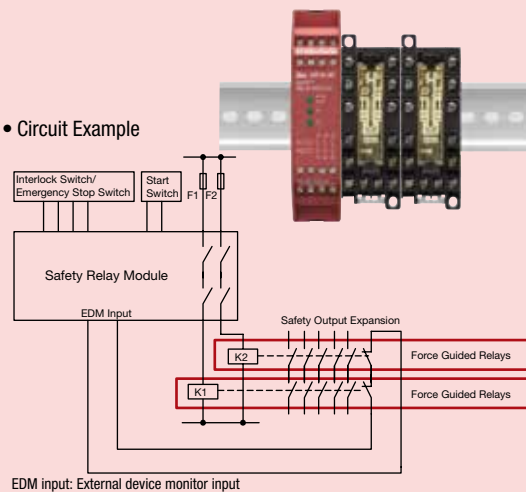 • Circuit Example
Interlock Switch/
Emergency Stop Switch
Start
Switch
F1 F2
Safety Relay Module
EDM Input
Safety Output Expansion
K2
Force Guided Relays
K1
Force Guided Relays
EDM input: External device monitor input